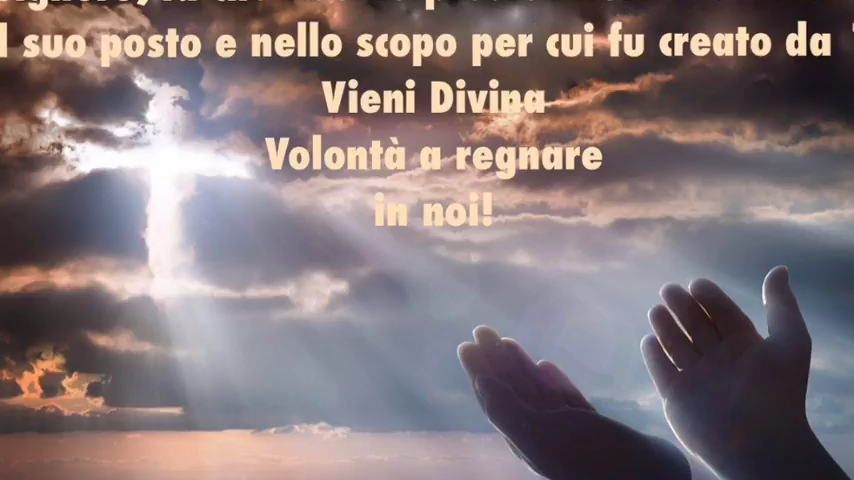 suo posto e nello scopo per cui fu creato da
Vieni Divina
Volontà a regnare
in noi!